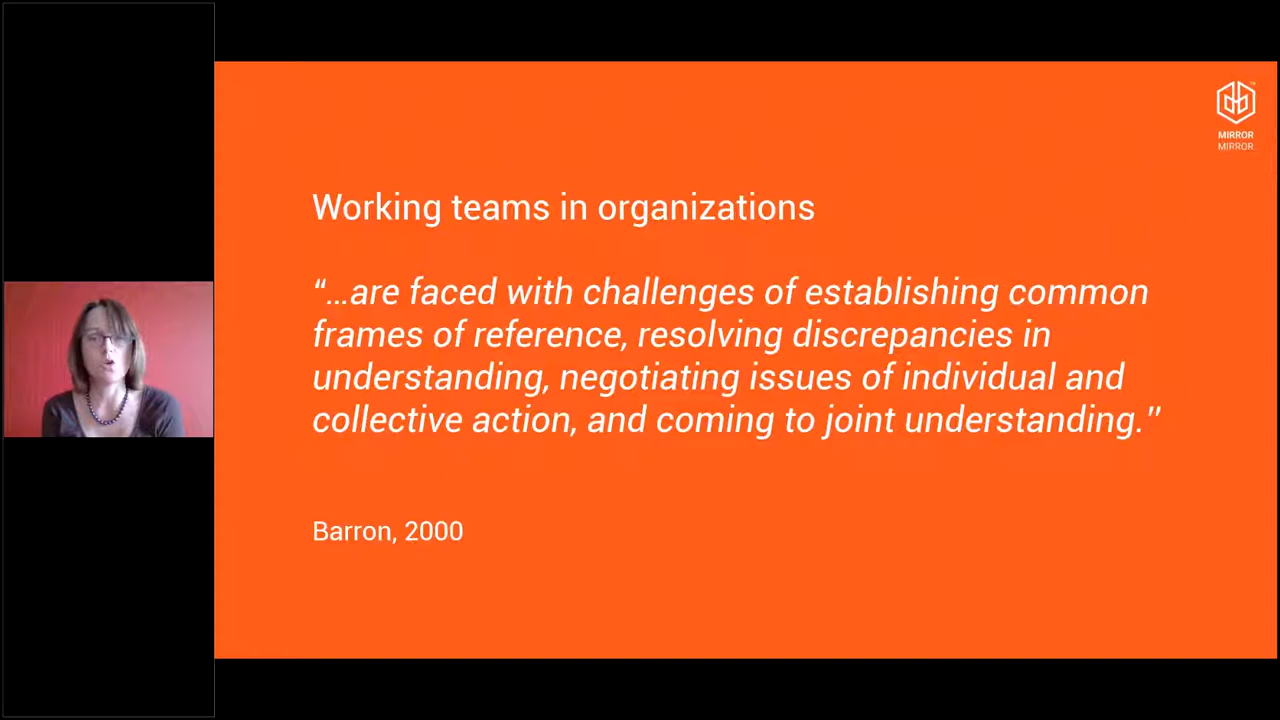 MIRROR
MIRROR
Working teams in organizations
“...are faced with challenges of establishing common
frames of reference, resolving discrepancies in
understanding, negotiating issues of individual and
collective action, and coming to joint understanding."
Barron, 2000